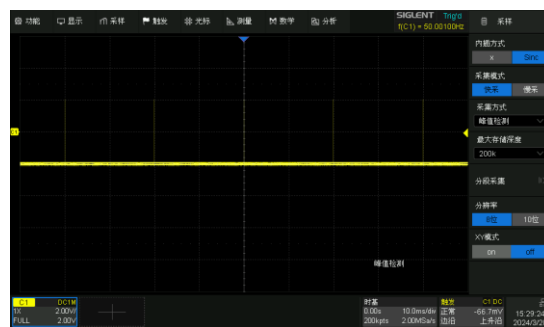 功能 显示 采样 触发 光标 测量 数学 分析
SIGLENT Trig'd
f(C1) = 50.00100Hz
采样
内插方式
x Sinc
采集模式
快采 慢采
采集方式
峰值检测
最大存储深度
200k
分段采集
分辨率
8位 10位
XY模式
on off
C1
峰值检测
C1 DC1M
1X 2.00V/
FULL 2.00V
时基
0.00s 10.0ms/div
200kpts 2.00MSa/s
触发 C1 DC
正常 -66.7mV
边沿 上升沿
15:29:24